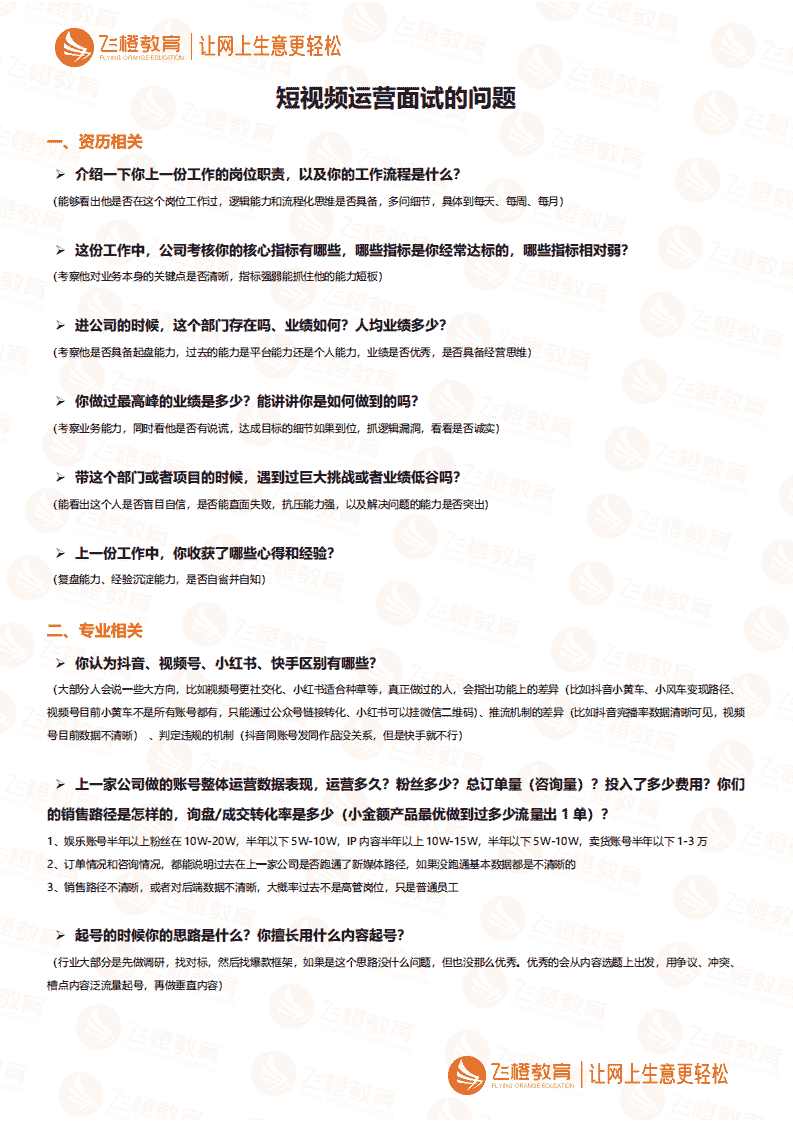 飞橙教育 让网上生意更轻松
FLYING ORANGE EDUCATION
短视频运营面试的问题
一、资历相关
➢ 介绍一下你上一份工作的岗位职责，以及你的工作流程是什么？
（能够看出他是否在这个岗位工作过，逻辑能力和流程化思维是否具备，多问细节，具体到每天、每周、每月）
➢ 这份工作中，公司考核你的核心指标有哪些，哪些指标是你经常达标的，哪些指标相对弱？
（考察他对业务本身的关键点是否清晰，指标强弱能抓住他的能力短板）
➢ 进公司的时候，这个部门存在吗、业绩如何？人均业绩多少？
（考察他是否具备起盘能力，过去的能力是平台能力还是个人能力，业绩是否优秀，是否具备经营思维）
➢ 你做过最高峰的业绩是多少？能讲讲你是如何做到的吗？
（考察业务能力，同时看他是否有说谎，达成目标的细节如果到位，抓逻辑漏洞，看看是否诚实）
➢ 带这个部门或者项目的时候，遇到过巨大挑战或者业绩低谷吗？
（能看出这个人是否盲目自信，是否能直面失败，抗压能力强，以及解决问题的能力是否突出）
➢ 上一份工作中，你收获了哪些心得和经验？
（复盘能力、经验沉淀能力，是否自省并自知）
二、专业相关
➢ 你认为抖音、视频号、小红书、快手区别有哪些？
（大部分人会说一些大方向，比如视频号更社交化、小红书适合种草等，真正做过的人，会指出功能上的差异（比如抖音小黄车、小风车变现路径、
视频号目前小黄车不是所有账号都有，只能通过公众号链接转化、小红书可以挂微信二维码）、推流机制的差异（比如抖音完播率数据清晰可见，视频
号目前数据不清晰） 、判定违规的机制（抖音同账号发同作品没关系，但是快手就不行）
➢ 上一家公司做的账号整体运营数据表现，运营多久？粉丝多少？总订单量（咨询量）？投入了多少费用？你们
的销售路径是怎样的，询盘/成交转化率是多少（小金额产品最优做到过多少流量出 1 单）？
1、娱乐账号半年以上粉丝在 10W-20W，半年以下 5W-10W，IP 内容半年以上 10W-15W，半年以下 5W-10W，卖货账号半年以下 1-3 万
2、订单情况和咨询情况，都能说明过去在上一家公司是否跑通了新媒体路径，如果没跑通基本数据都是不清晰的
3、销售路径不清晰，或者对后端数据不清晰，大概率过去不是高管岗位，只是普通员工
➢ 起号的时候你的思路是什么？你擅长用什么内容起号？
（行业大部分是先做调研，找对标，然后找爆款框架，如果是这个思路没什么问题，但也没那么优秀。优秀的会从内容选题上出发，用争议、冲突、
槽点内容泛流量起号，再做垂直内容）
飞橙教育 让网上生意更轻松
FLYING ORANGE EDUCATION